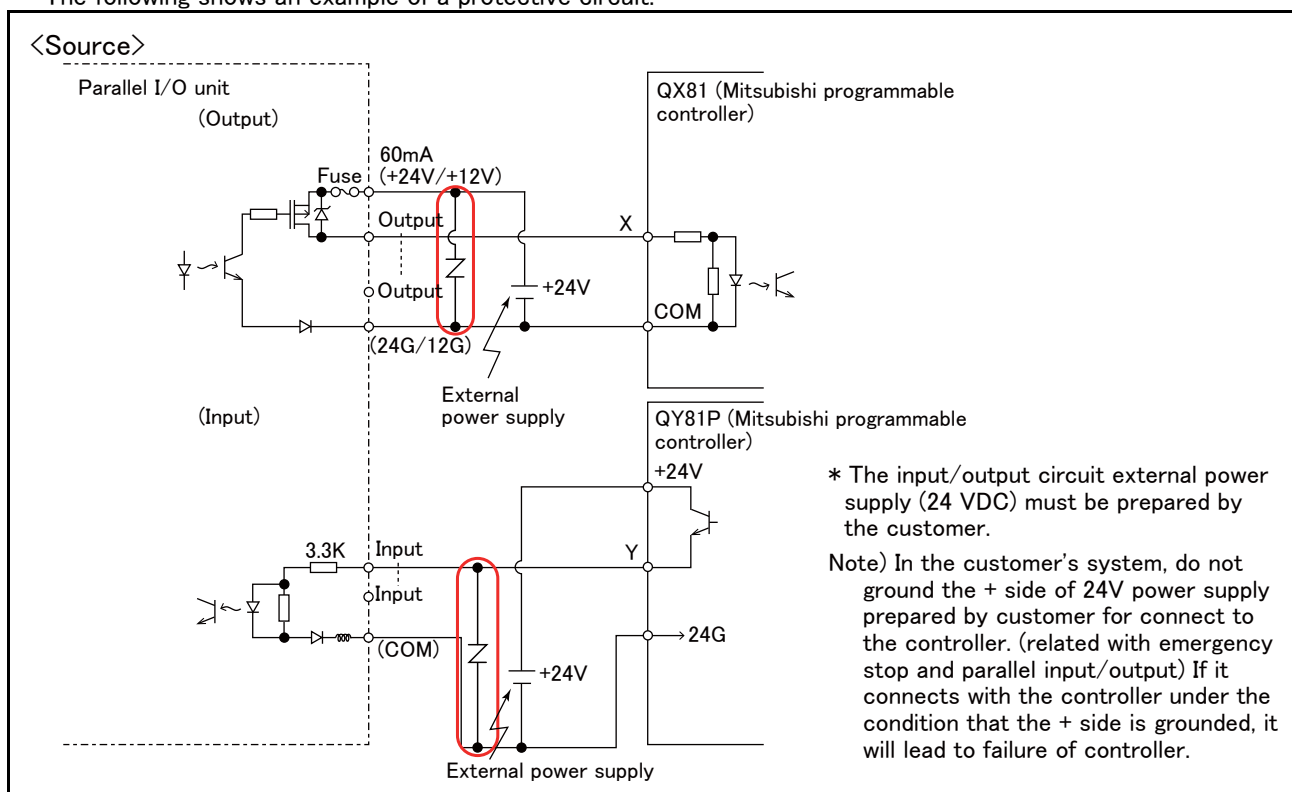 The following shows an example of a protective circuit.
<Source>
Parallel I/O unit
(Output)
QX81 (Mitsubishi programmable
controller)
60mA
Fuse
(+24V/+12V)
Output
X
Output
+24V
COM
(24G/12G)
External
power supply
(Input)
QY81P (Mitsubishi programmable
controller)
+24V
3.3K
Input
Y
Input
(COM)
24G
+24V
External power supply
* The input/output circuit external power
supply (24 VDC) must be prepared by
the customer.
Note) In the customer's system, do not
ground the + side of 24V power supply
prepared by customer for connect to
the controller. (related with emergency
stop and parallel input/output) If it
connects with the controller under the
condition that the + side is grounded, it
will lead to failure of controller.